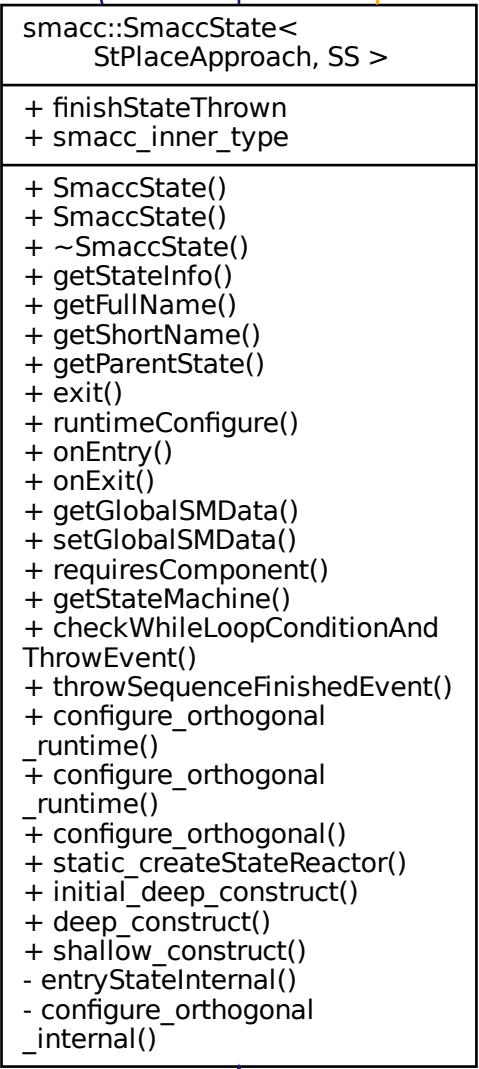 smacc::SmaccState<
StPlaceApproach, SS >
+ finishStateThrown
+ smacc_inner_type
+ SmaccState()
+ SmaccState()
+ ~SmaccState()
+ getStateInfo()
+ getFullName()
+ getShortName()
+ getParentState()
+ exit()
+ runtimeConfigure()
+ onEntry()
+ onExit()
+ getGlobalSMData()
+ setGlobalSMData()
+ requiresComponent()
+ getStateMachine()
+ checkWhileLoopConditionAnd
ThrowEvent()
+ throwSequenceFinishedEvent()
+ configure_orthogonal
_runtime()
+ configure_orthogonal
_runtime()
+ configure_orthogonal()
+ static_createStateReactor()
+ initial_deep_construct()
+ deep_construct()
+ shallow_construct()
- entryStateInternal()
- configure_orthogonal
_internal()